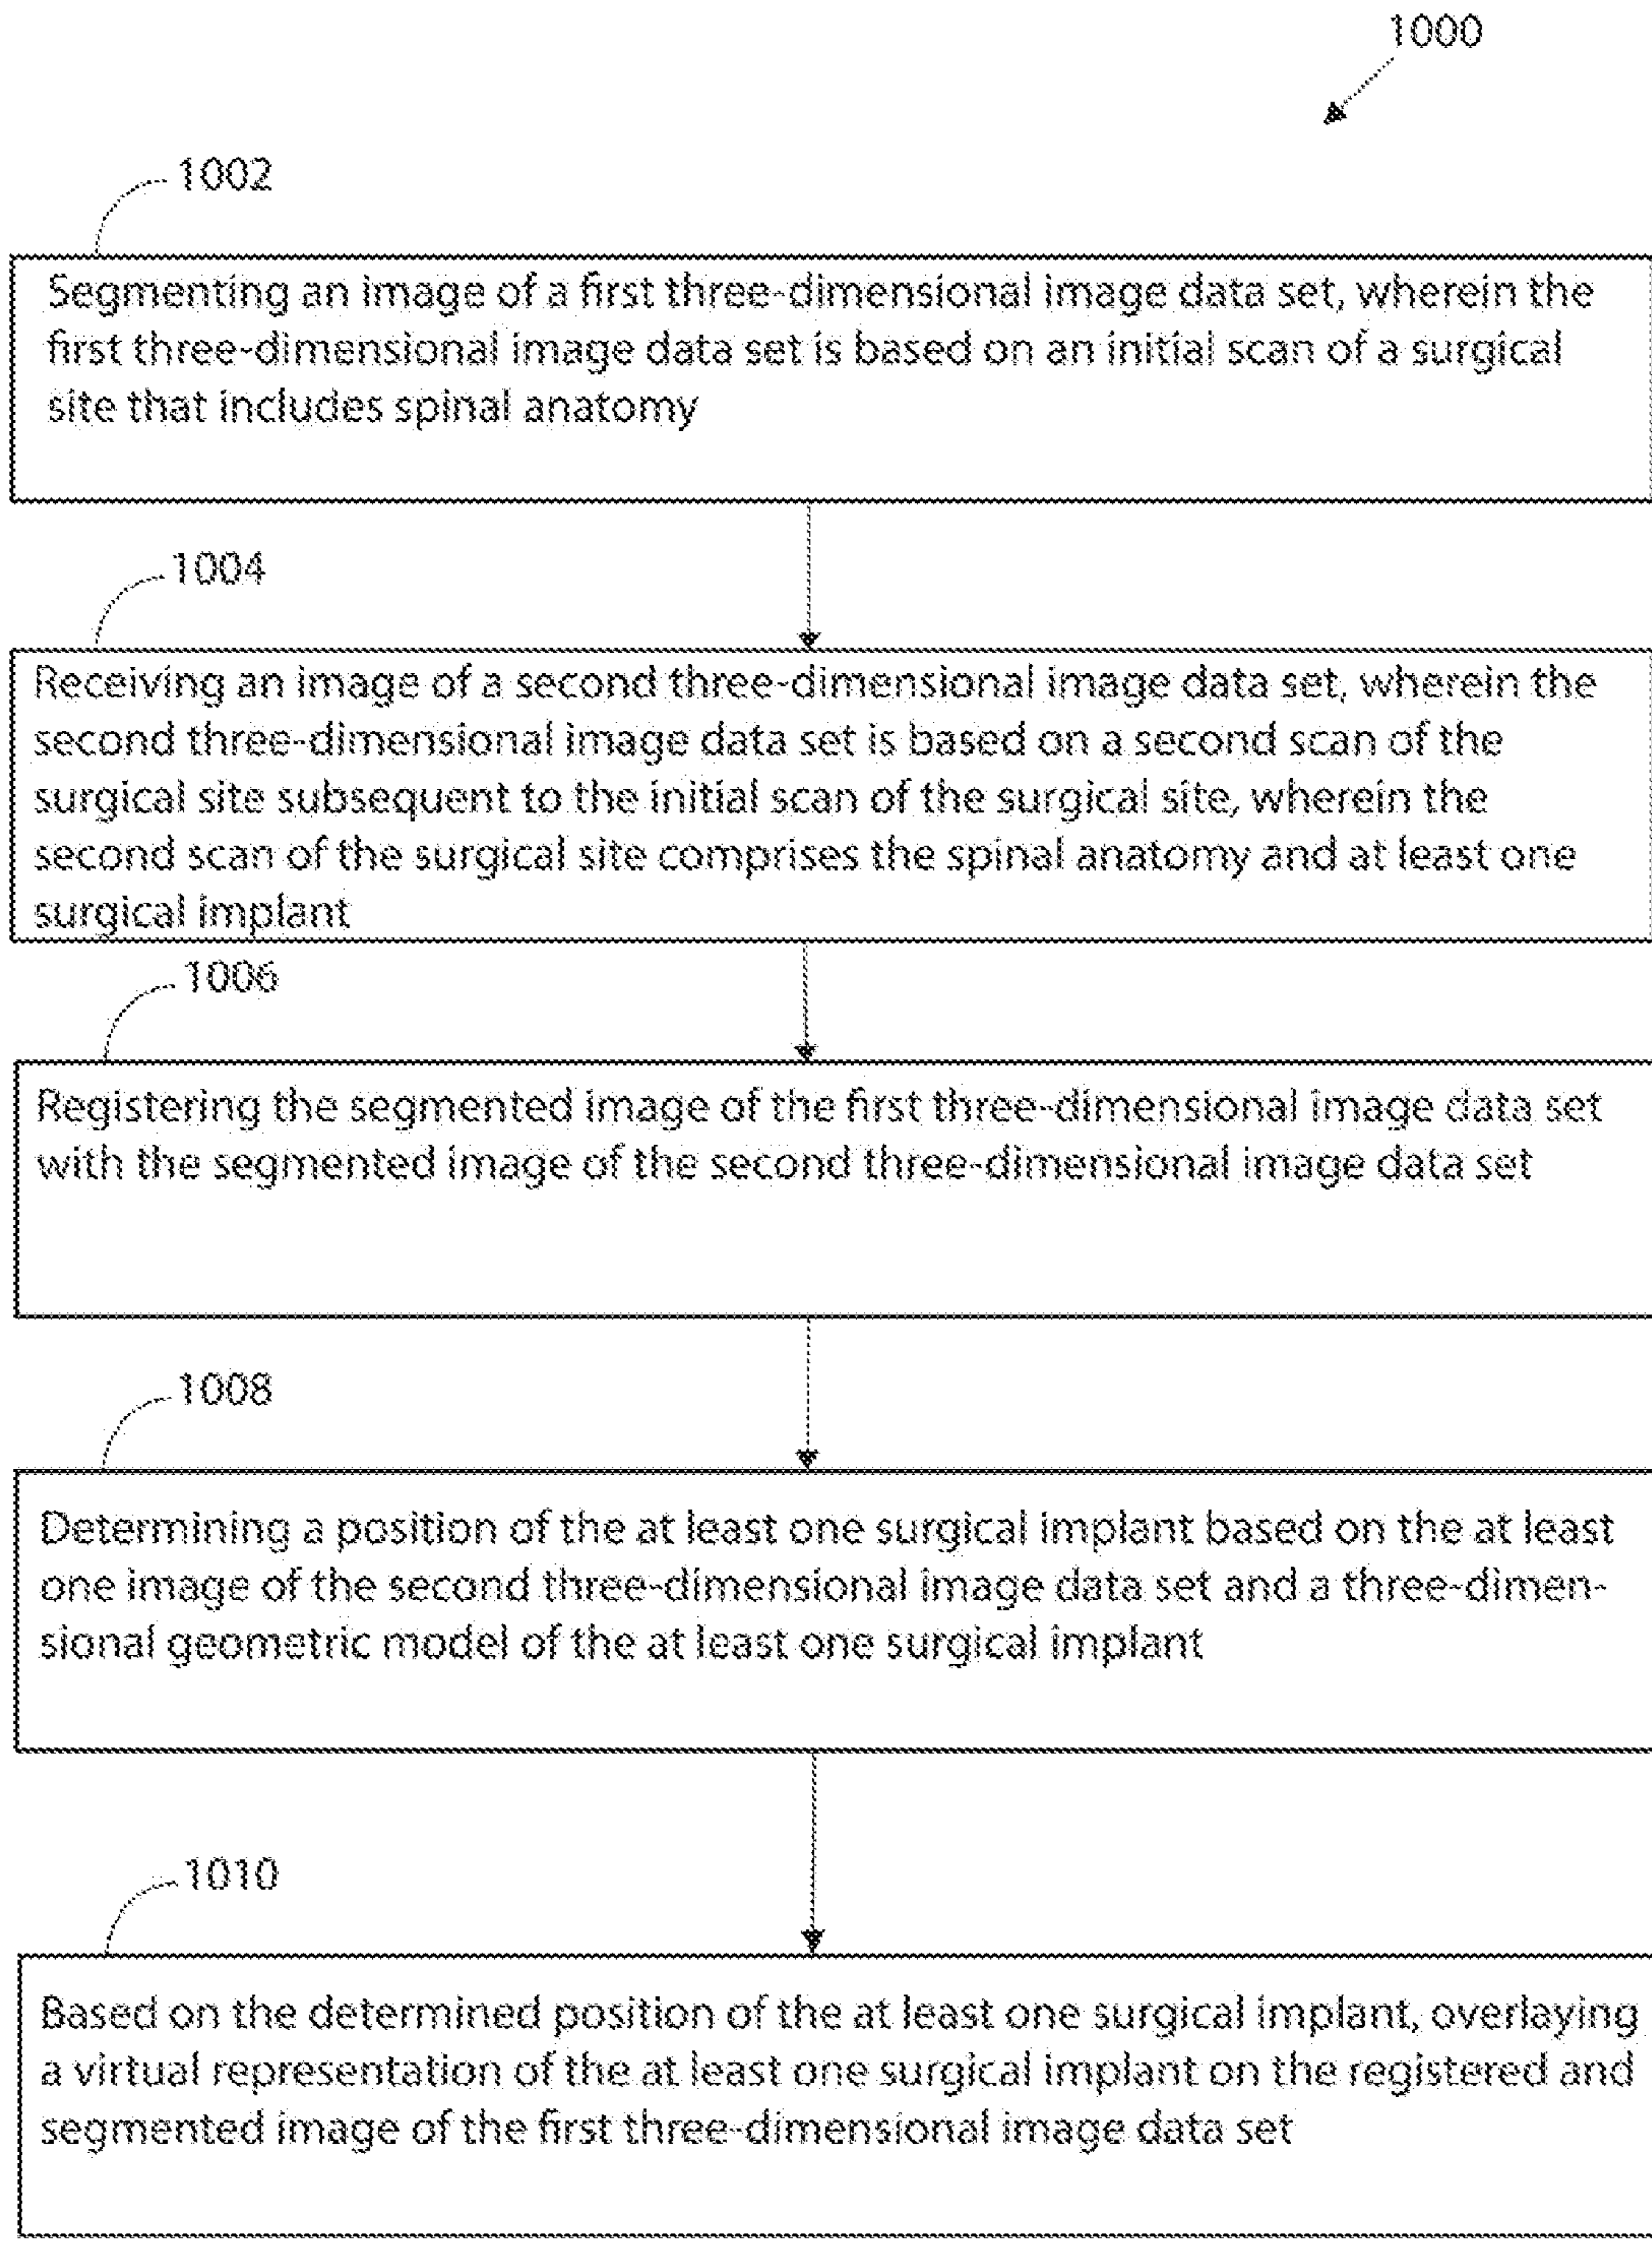 1000
1002
Segmenting an image of a first three-dimensional image data set, wherein the
first three-dimensional image data set is based on an initial scan of a surgical
site that includes spinal anatomy
1004
Receiving an image of a second three-dimensional image data set, wherein the
second three-dimensional image data set is based on a second scan of the
surgical site subsequent to the initial scan of the surgical site, wherein the
second scan of the surgical site comprises the spinal anatomy and at least one
surgical implant
1006
Registering the segmented image of the first three-dimensional image data set
with the segmented image of the second three-dimensional image data set
1008
Determining a position of the at least one surgical implant based on the at least
one image of the second three-dimensional image data set and a three-dimen-
sional geometric model of the at least one surgical implant
1010
Based on the determined position of the at least one surgical implant, overlaying
a virtual representation of the at least one surgical implant on the registered and
segmented image of the first three-dimensional image data set